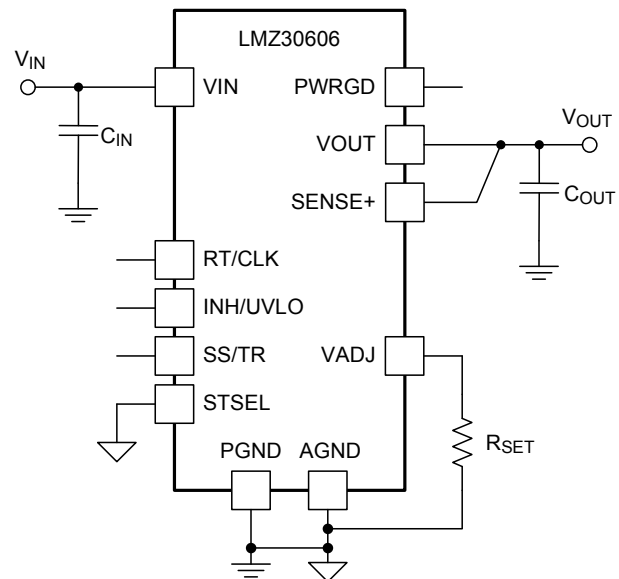 LMZ30606
VIN
VIN
PWRGD
CIN
VOUT
VOUT
SENSE+
COUT
RT/CLK
INH/UVLO
SS/TR
VADJ
STSEL
RSET
PGND
AGND